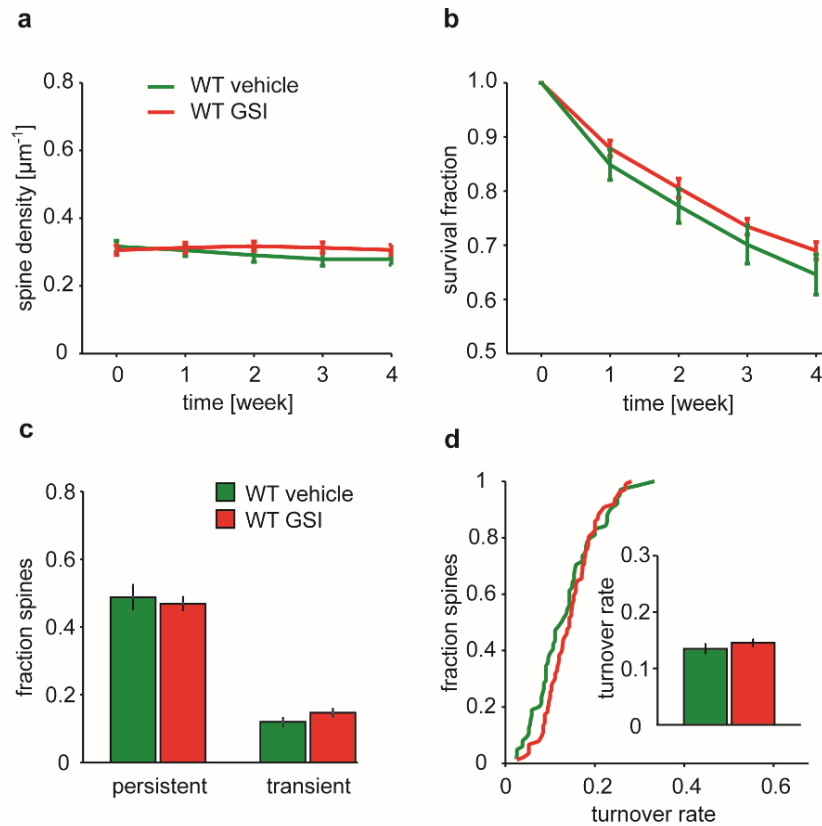 a
0.8
0.6
0.4
0.2
0
spine density [µm⁻¹]
WT vehicle
WT GSI
0 1 2 3 4
time [week]
b
1.0
0.9
0.8
0.7
0.6
0.5
survival fraction
0 1 2 3 4
time [week]
c
0.8
0.6
0.4
0.2
0
fraction spines
WT vehicle
WT GSI
persistent transient
d
1
0.8
0.6
0.4
0.2
0
fraction spines
0 0.2 0.4 0.6
turnover rate
0.3
0.2
0.1
0
turnover rate